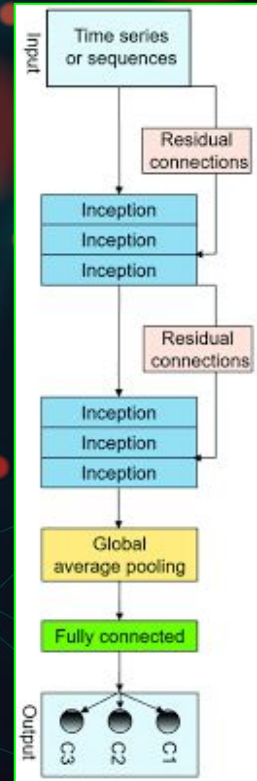 Input
Time series
or sequences
Residual
connections
Inception
Inception
Inception
Residual
connections
Inception
Inception
Inception
Global
average pooling
Fully connected
Output
C3
C2
C1